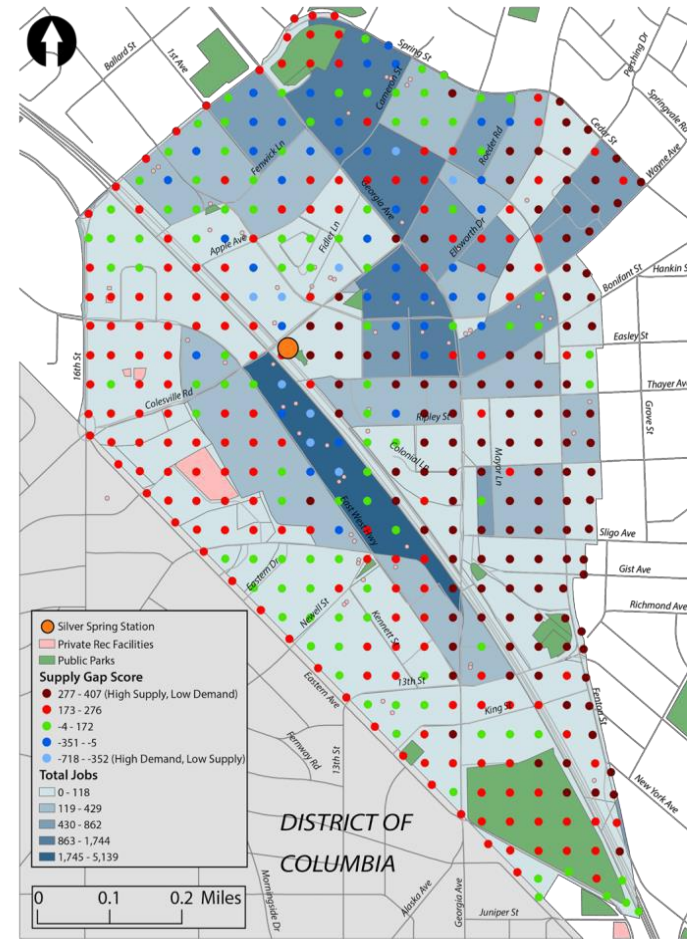 Ballard St
1st Ave
Spring St
Pershing Dr
Springvale Rd
Cameron St
Cedar St
Wayne Ave
Roeder Rd
Fenwick Ln
Georgia Ave
Fidler Ln
Ellsworth Dr
Apple Ave
Bonifant St
Hankin S
Easley St
16th St
Thayer Av
Colesville Rd
Grove St
Ripley St
Colonial Ln
Mayor Ln
East West Hwy
Sligo Ave
Gist Ave
Eastern Dr
Richmond Ave
Newell St
Kennett St
Silver Spring Station
Private Rec Facilities
Public Parks
Supply Gap Score
277 - 407 (High Supply, Low Demand)
173 - 276
-4 - 172
-351 - -5
-718 - -352 (High Demand, Low Supply)
Total Jobs
0 - 118
119 - 429
430 - 862
863 - 1,744
1,745 - 5,139
Eastern Ave
13th St
King S
Fenton St
Fernway Rd
13th St
New York Ave
DISTRICT OF
COLUMBIA
Morningside Dr
Alaska Ave
Georgia Ave
Juniper St
0 0.1 0.2 Miles